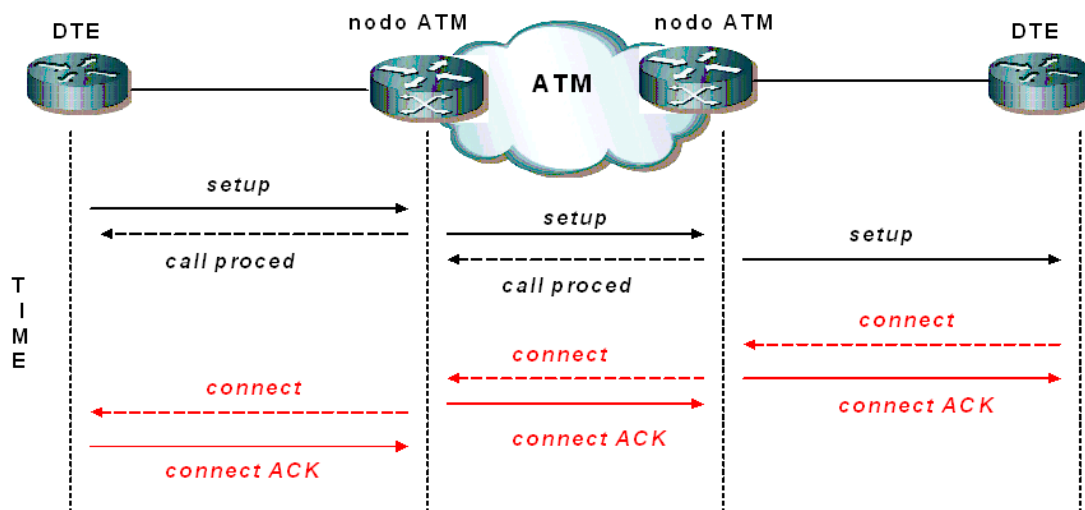 DTE
nodo ATM
nodo ATM
DTE
ATM
setup
call proced
setup
call proced
setup
TIME
connect
connect ACK
connect
connect ACK
connect
connect ACK